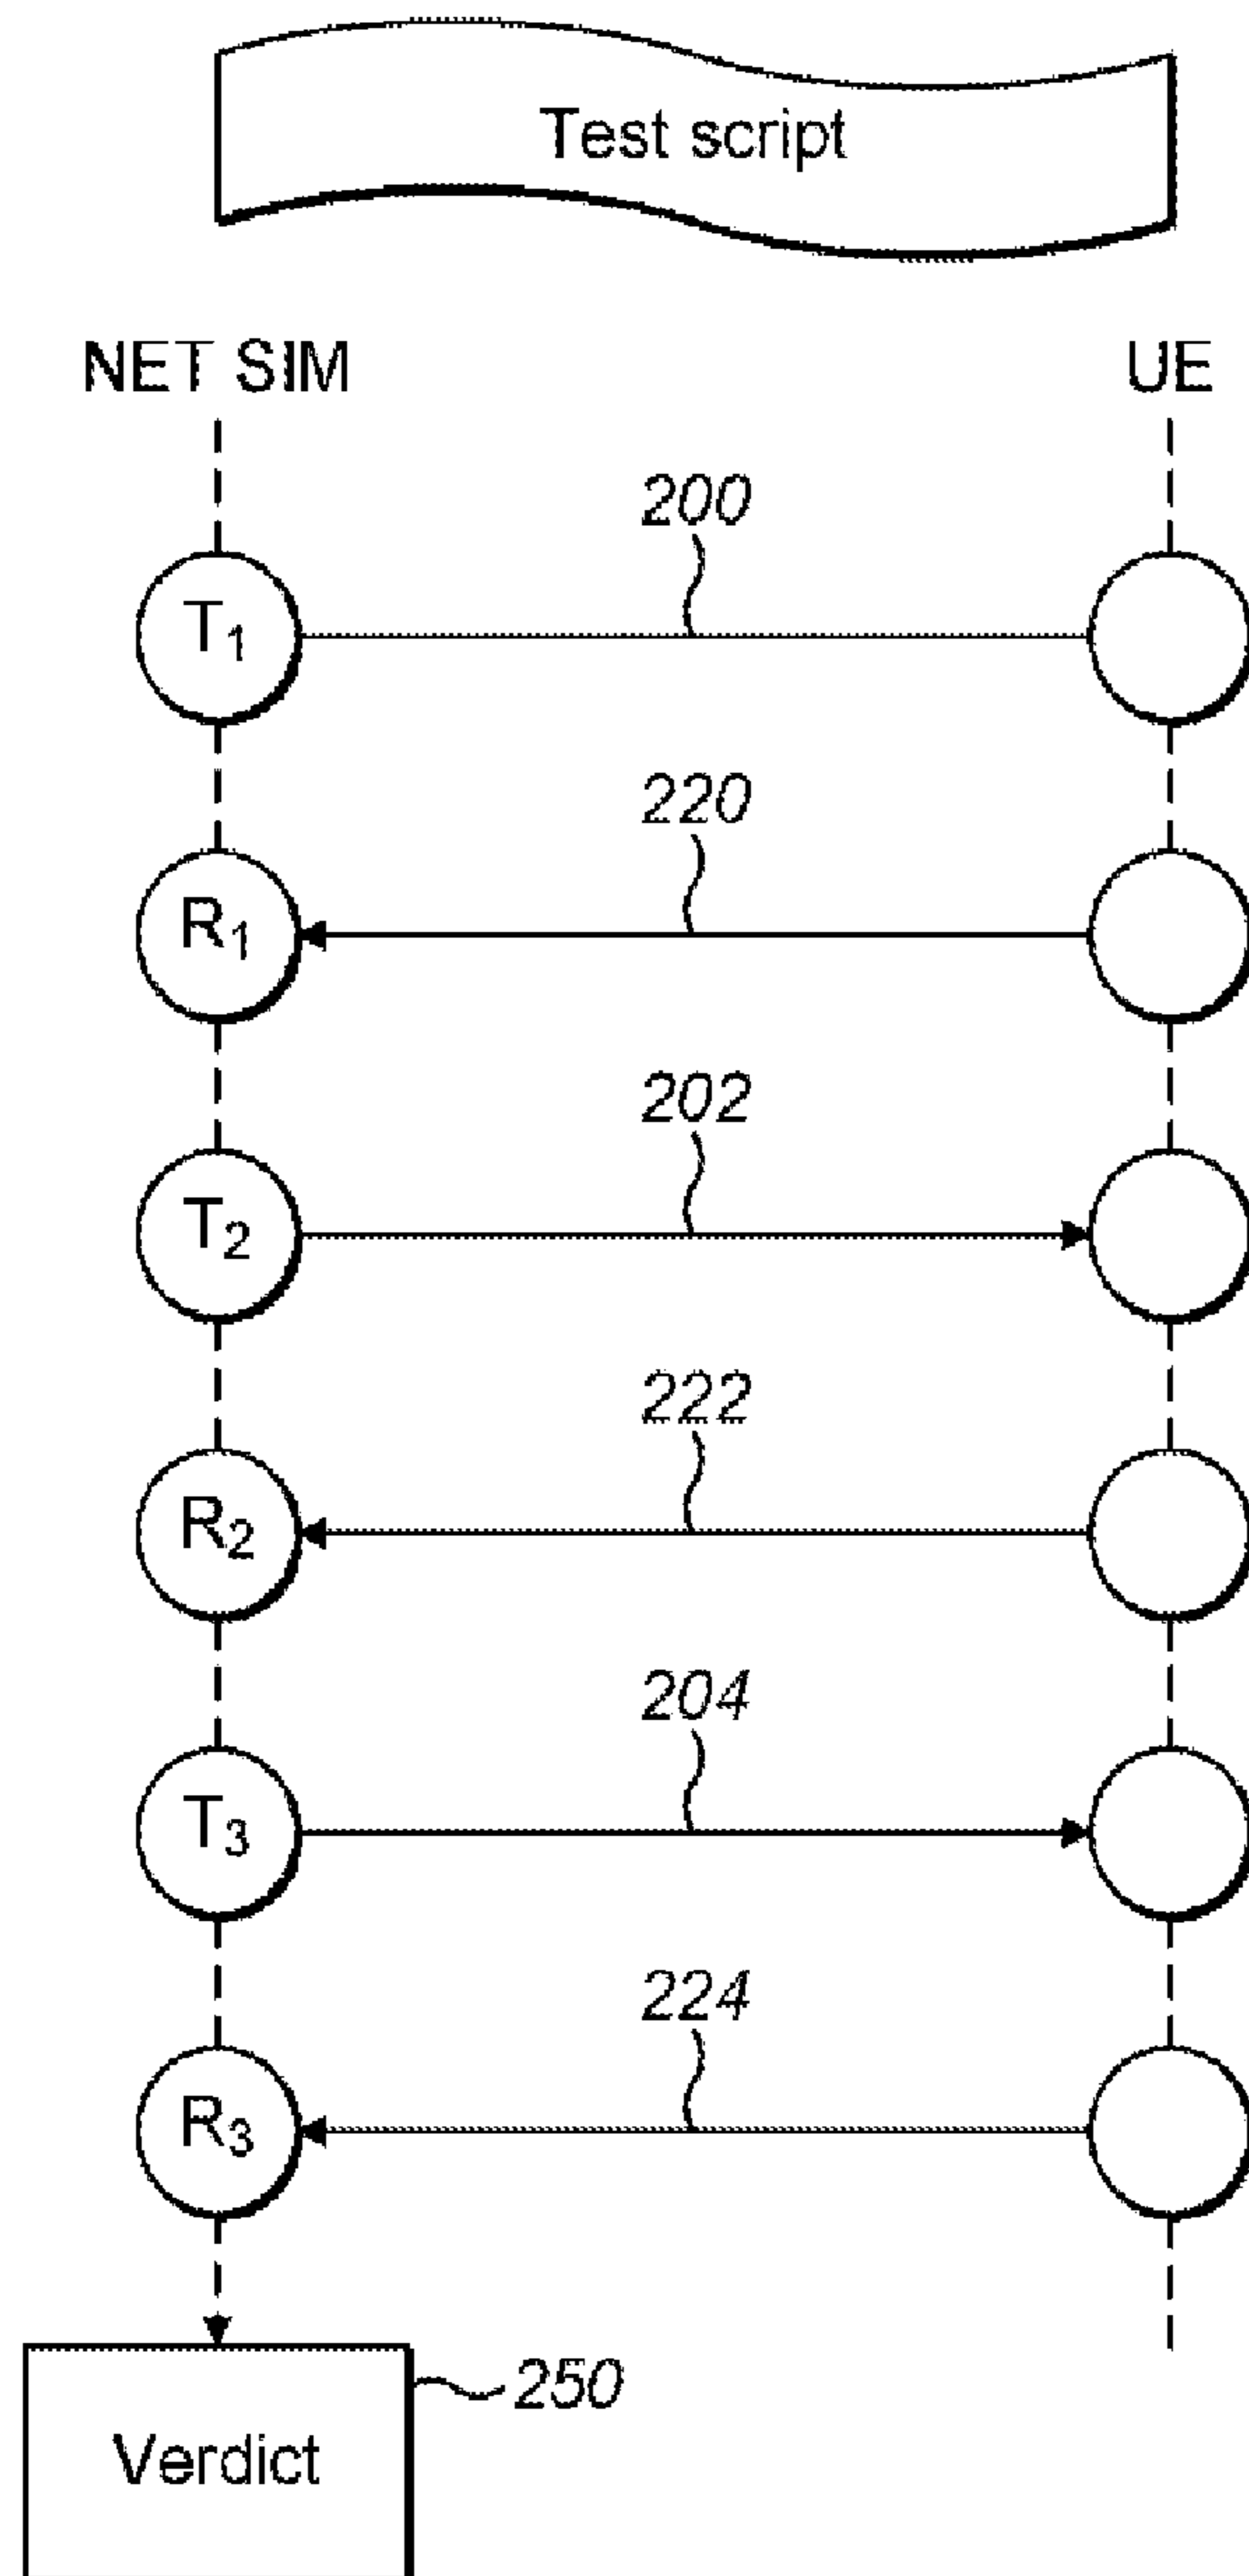 Test script
NET SIM UE
200
T1
220
R1
202
T2
222
R2
204
T3
224
R3
250
Verdict